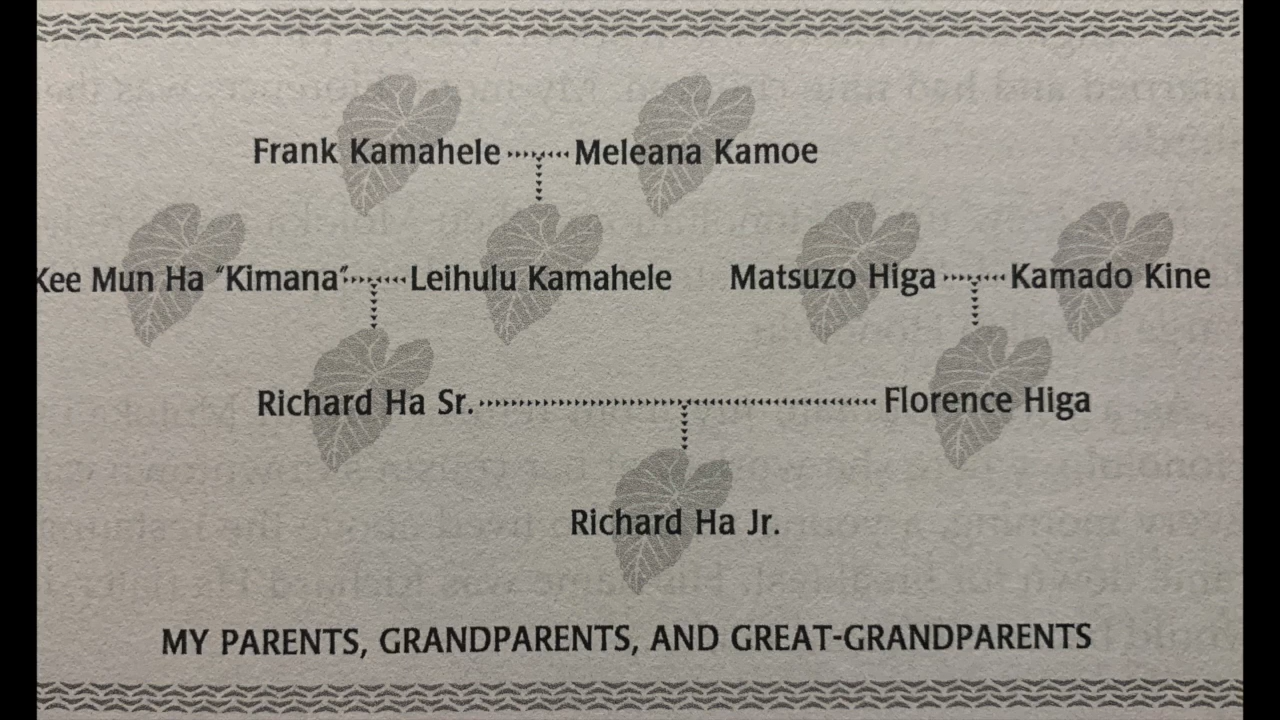 Frank Kamahele Meleana Kamoe
Kee Mun Ha “Kimana” Leihulu Kamahele Matsuzo Higa Kamado Kine
Richard Ha Sr. Florence Higa
Richard Ha Jr.
MY PARENTS, GRANDPARENTS, AND GREAT-GRANDPARENTS